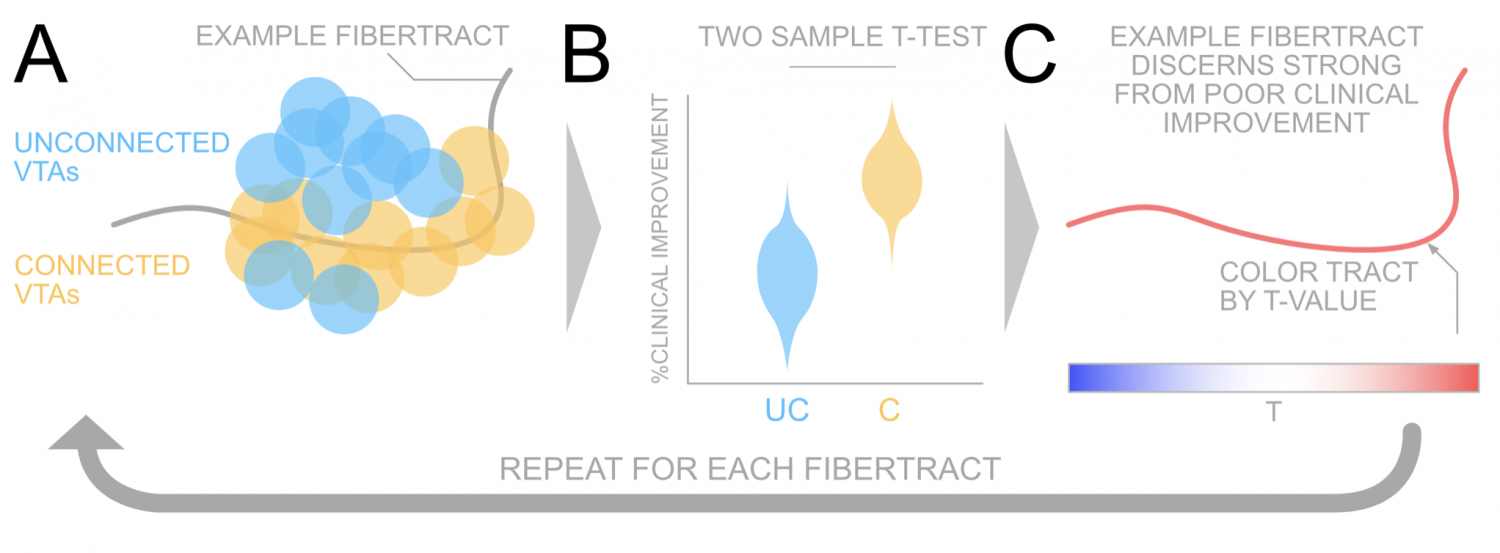 A
EXAMPLE FIBERTRACT
UNCONNECTED
VTAs
CONNECTED
VTAs
B
TWO SAMPLE T-TEST
%CLINICAL IMPROVEMENT
UC
C
C
EXAMPLE FIBERTRACT
DISCERNS STRONG
FROM POOR CLINICAL
IMPROVEMENT
COLOR TRACT
BY T-VALUE
T
REPEAT FOR EACH FIBERTRACT